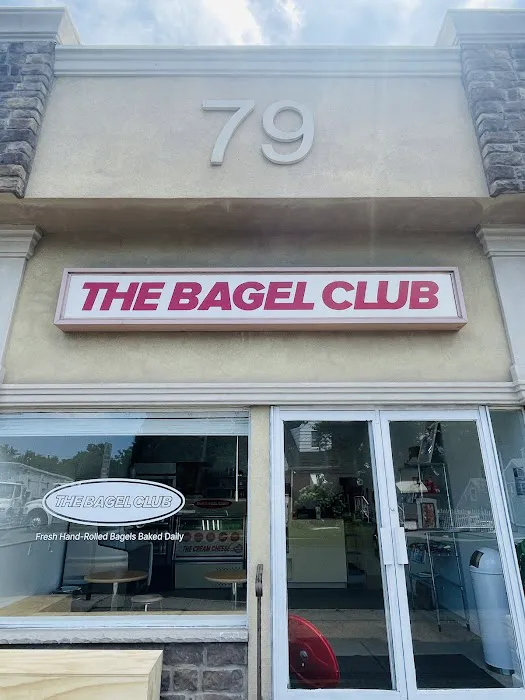 79
THE BAGEL CLUB
THE BAGEL CLUB
Fresh Hand-Rolled Bagels Baked Daily
THE CREAM CHEESE